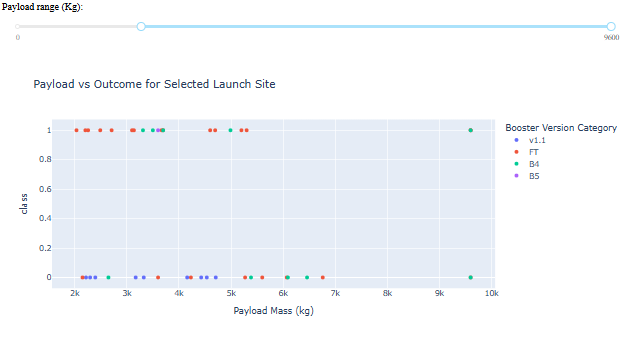 Payload range (Kg):
0
9600
Payload vs Outcome for Selected Launch Site
Booster Version Category
v1.1
FT
B4
B5
1
0.8
0.6
0.4
0.2
0
class
2k
3k
4k
5k
6k
7k
8k
9k
10k
Payload Mass (kg)